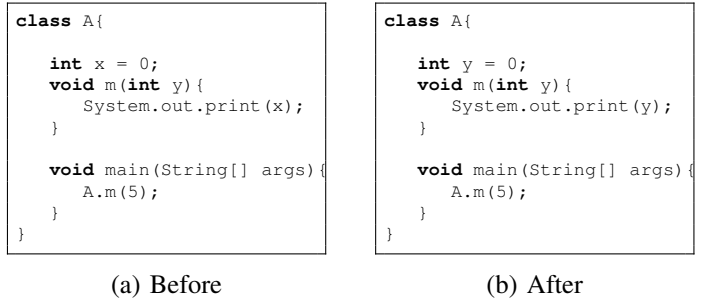 class A{
int x = 0;
void m(int y){
System.out.print(x);
}
void main(String[] args){
A.m(5);
}
}
(a) Before
class A{
int y = 0;
void m(int y){
System.out.print(y);
}
void main(String[] args){
A.m(5);
}
}
(b) After